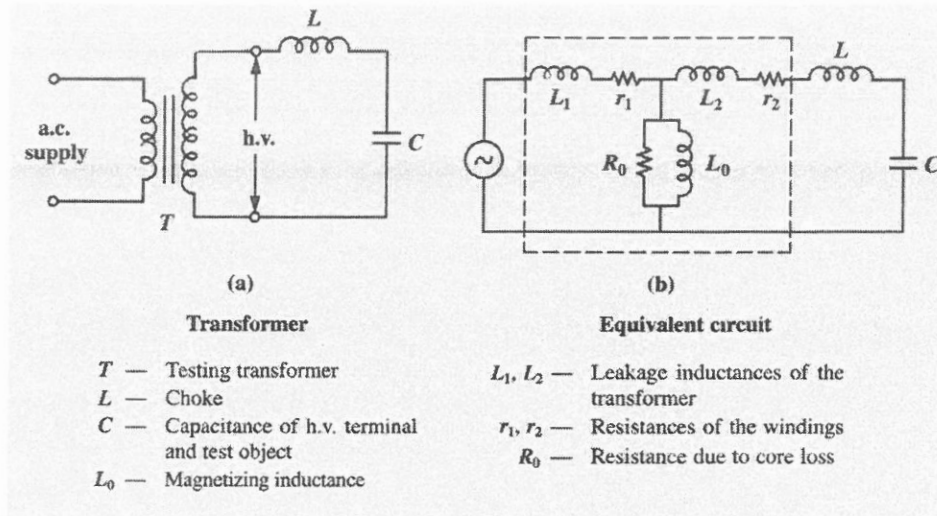 L
a.c.
supply
h.v.
C
T
(a)
L₁
r₁
L₂
r₂
L
R₀
L₀
~
C
(b)
Transformer
T — Testing transformer
L — Choke
C — Capacitance of h.v. terminal
and test object
L₀ — Magnetizing inductance
Equivalent circuit
L₁, L₂ — Leakage inductances of the
transformer
r₁, r₂ — Resistances of the windings
R₀ — Resistance due to core loss